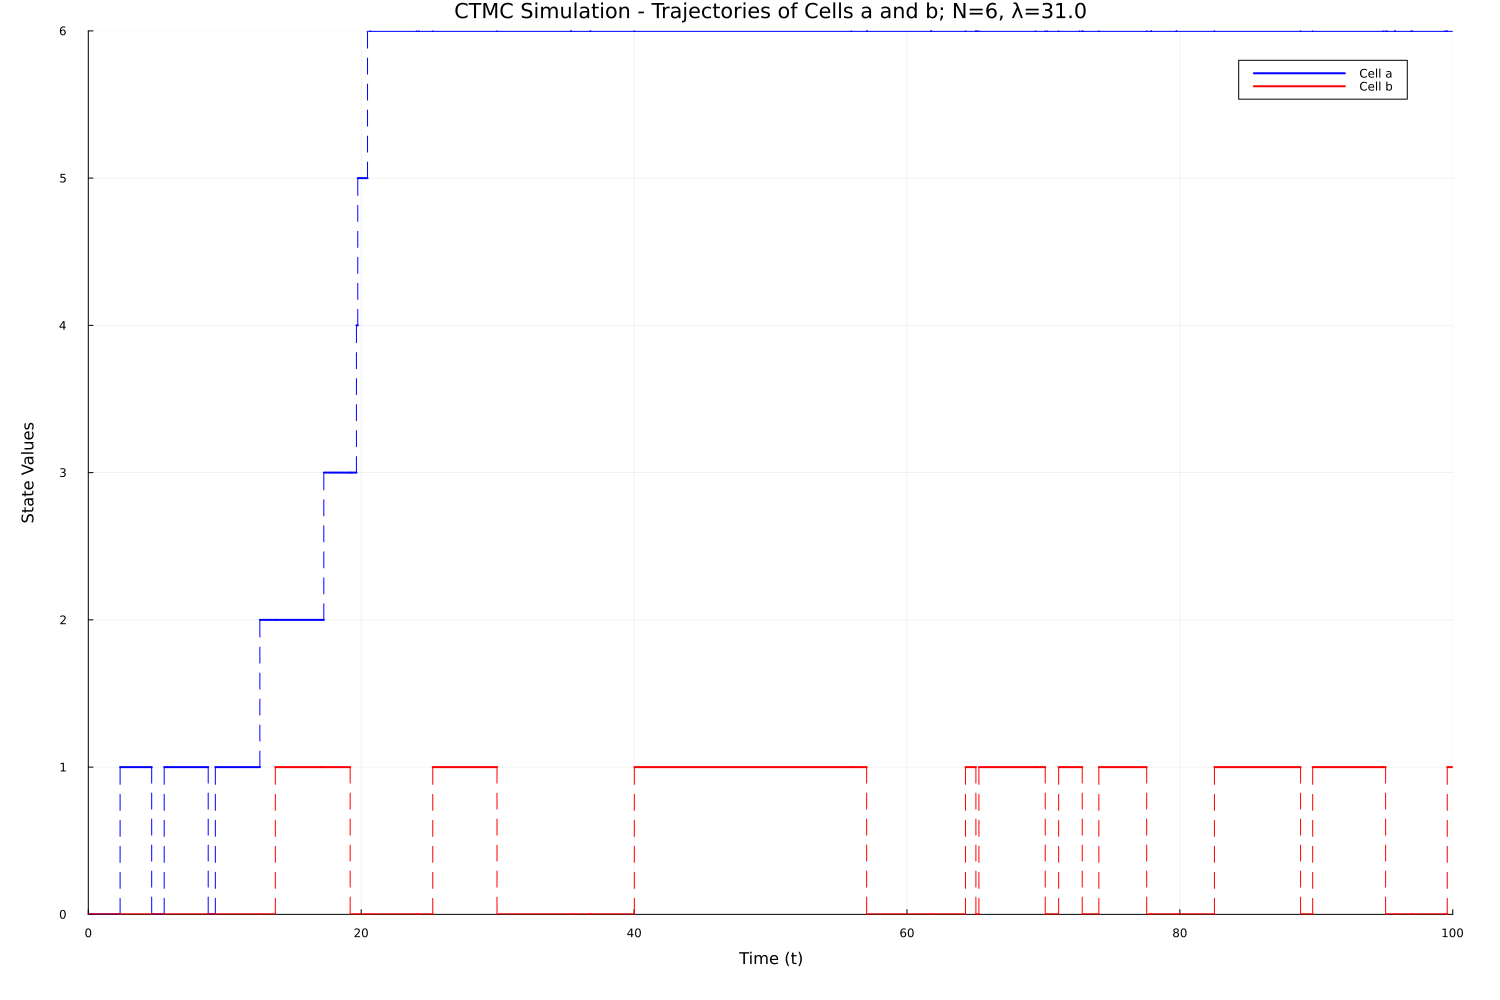 CTMC Simulation - Trajectories of Cells a and b; N=6, λ=31.0
6
5
4
3
2
1
0
State Values
Cell a
Cell b
0 20 40 60 80 100
Time (t)